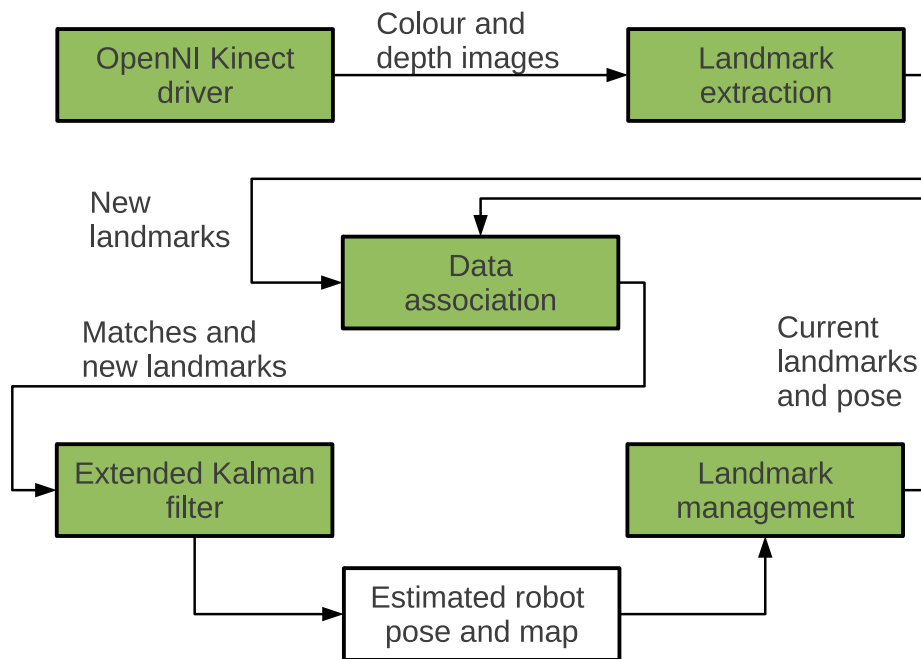 OpenNI Kinect
driver
Colour and
depth images
Landmark
extraction
New
landmarks
Data
association
Matches and
new landmarks
Current
landmarks
and pose
Extended Kalman
filter
Landmark
management
Estimated robot
pose and map